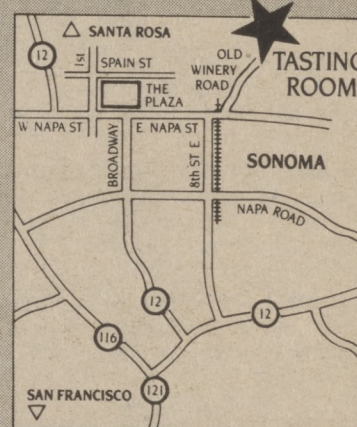 SANTA ROSA
12
1st
SPAIN ST
OLD
WINERY
ROAD
TASTING
ROOM
THE
PLAZA
W NAPA ST
BROADWAY
E. NAPA ST
8th ST E
SONOMA
NAPA ROAD
12
12
116
121
SAN FRANCISCO